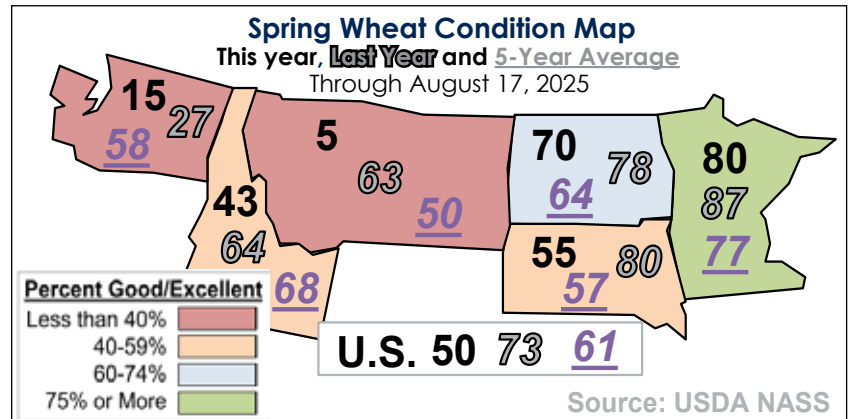 Spring Wheat Condition Map
This year, Last Year and 5-Year Average
Through August 17, 2025
15 27
58
43
64
68
5
63
50
70 78
64
80
87
77
55 80
57
Percent Good/Excellent
Less than 40%
40-59%
60-74%
75% or More
U.S. 50 73 61
Source: USDA NASS